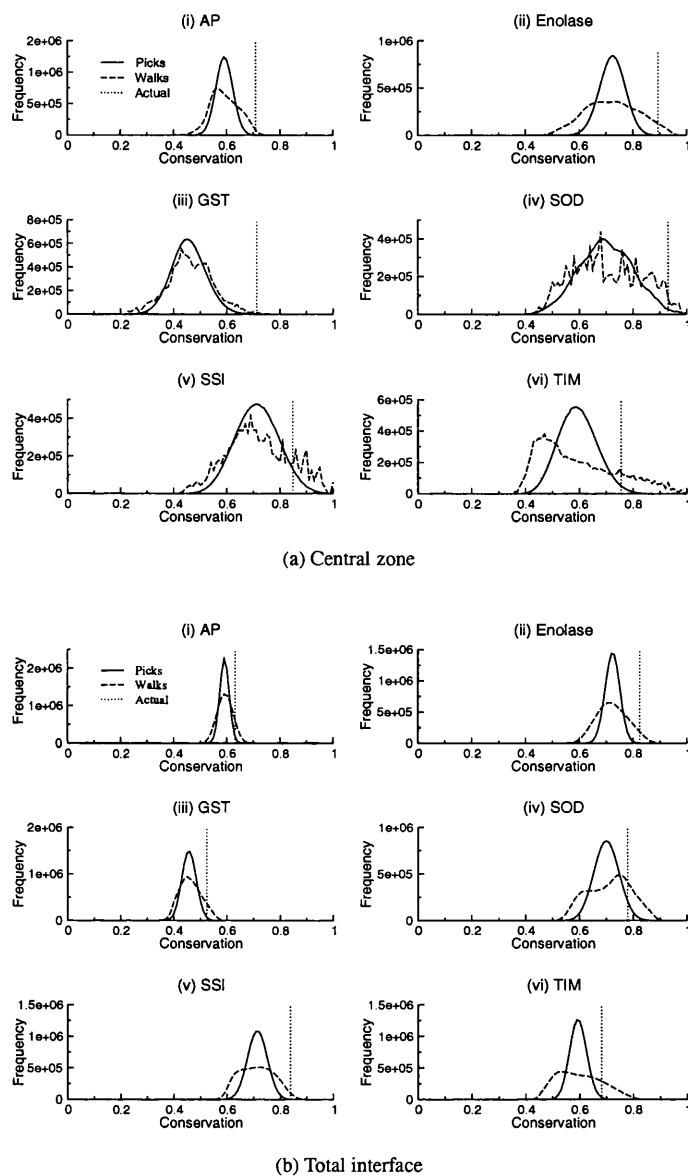 (i) AP
Frequency
2e+06
1.5e+06
1e+06
5e+05
0
Picks
Walks
Actual
0 0.2 0.4 0.6 0.8 1
Conservation
(ii) Enolase
Frequency
1e+06
5e+05
0
0 0.2 0.4 0.6 0.8 1
Conservation
(iii) GST
Frequency
8e+05
6e+05
4e+05
2e+05
0
0 0.2 0.4 0.6 0.8 1
Conservation
(iv) SOD
Frequency
4e+05
2e+05
0
0 0.2 0.4 0.6 0.8 1
Conservation
(v) SSI
Frequency
4e+05
2e+05
0
0 0.2 0.4 0.6 0.8 1
Conservation
(vi) TIM
Frequency
6e+05
4e+05
2e+05
0
0 0.2 0.4 0.6 0.8 1
Conservation
(a) Central zone
(i) AP
Frequency
2e+06
1e+06
0
Picks
Walks
Actual
0 0.2 0.4 0.6 0.8 1
Conservation
(ii) Enolase
Frequency
1.5e+06
1e+06
5e+05
0
0 0.2 0.4 0.6 0.8 1
Conservation
(iii) GST
Frequency
2e+06
1e+06
0
0 0.2 0.4 0.6 0.8 1
Conservation
(iv) SOD
Frequency
1e+06
5e+05
0
0 0.2 0.4 0.6 0.8 1
Conservation
(v) SSI
Frequency
1.5e+06
1e+06
5e+05
0
0 0.2 0.4 0.6 0.8 1
Conservation
(vi) TIM
Frequency
1.5e+06
1e+06
5e+05
0
0 0.2 0.4 0.6 0.8 1
Conservation
(b) Total interface